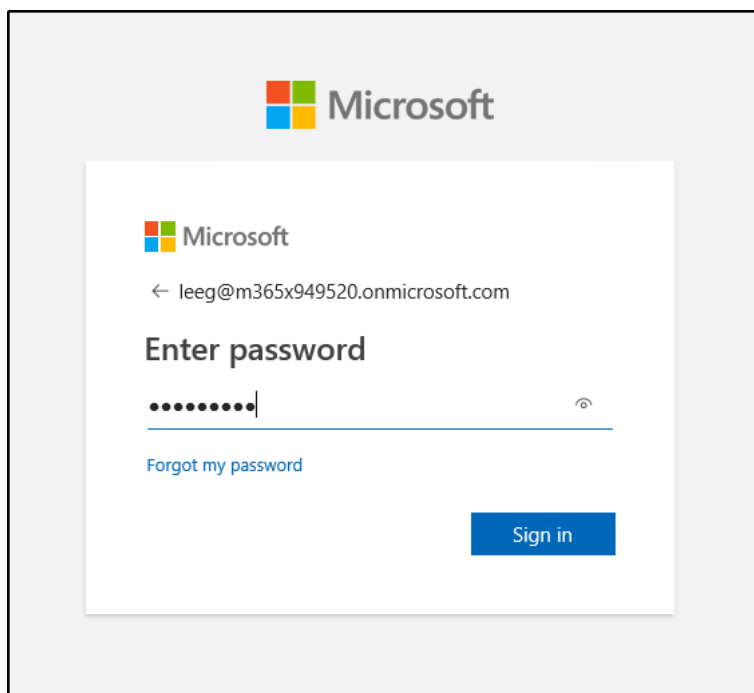 Microsoft
Microsoft
← leeg@m365x949520.onmicrosoft.com
Enter password
•••••••••
Forgot my password
Sign in